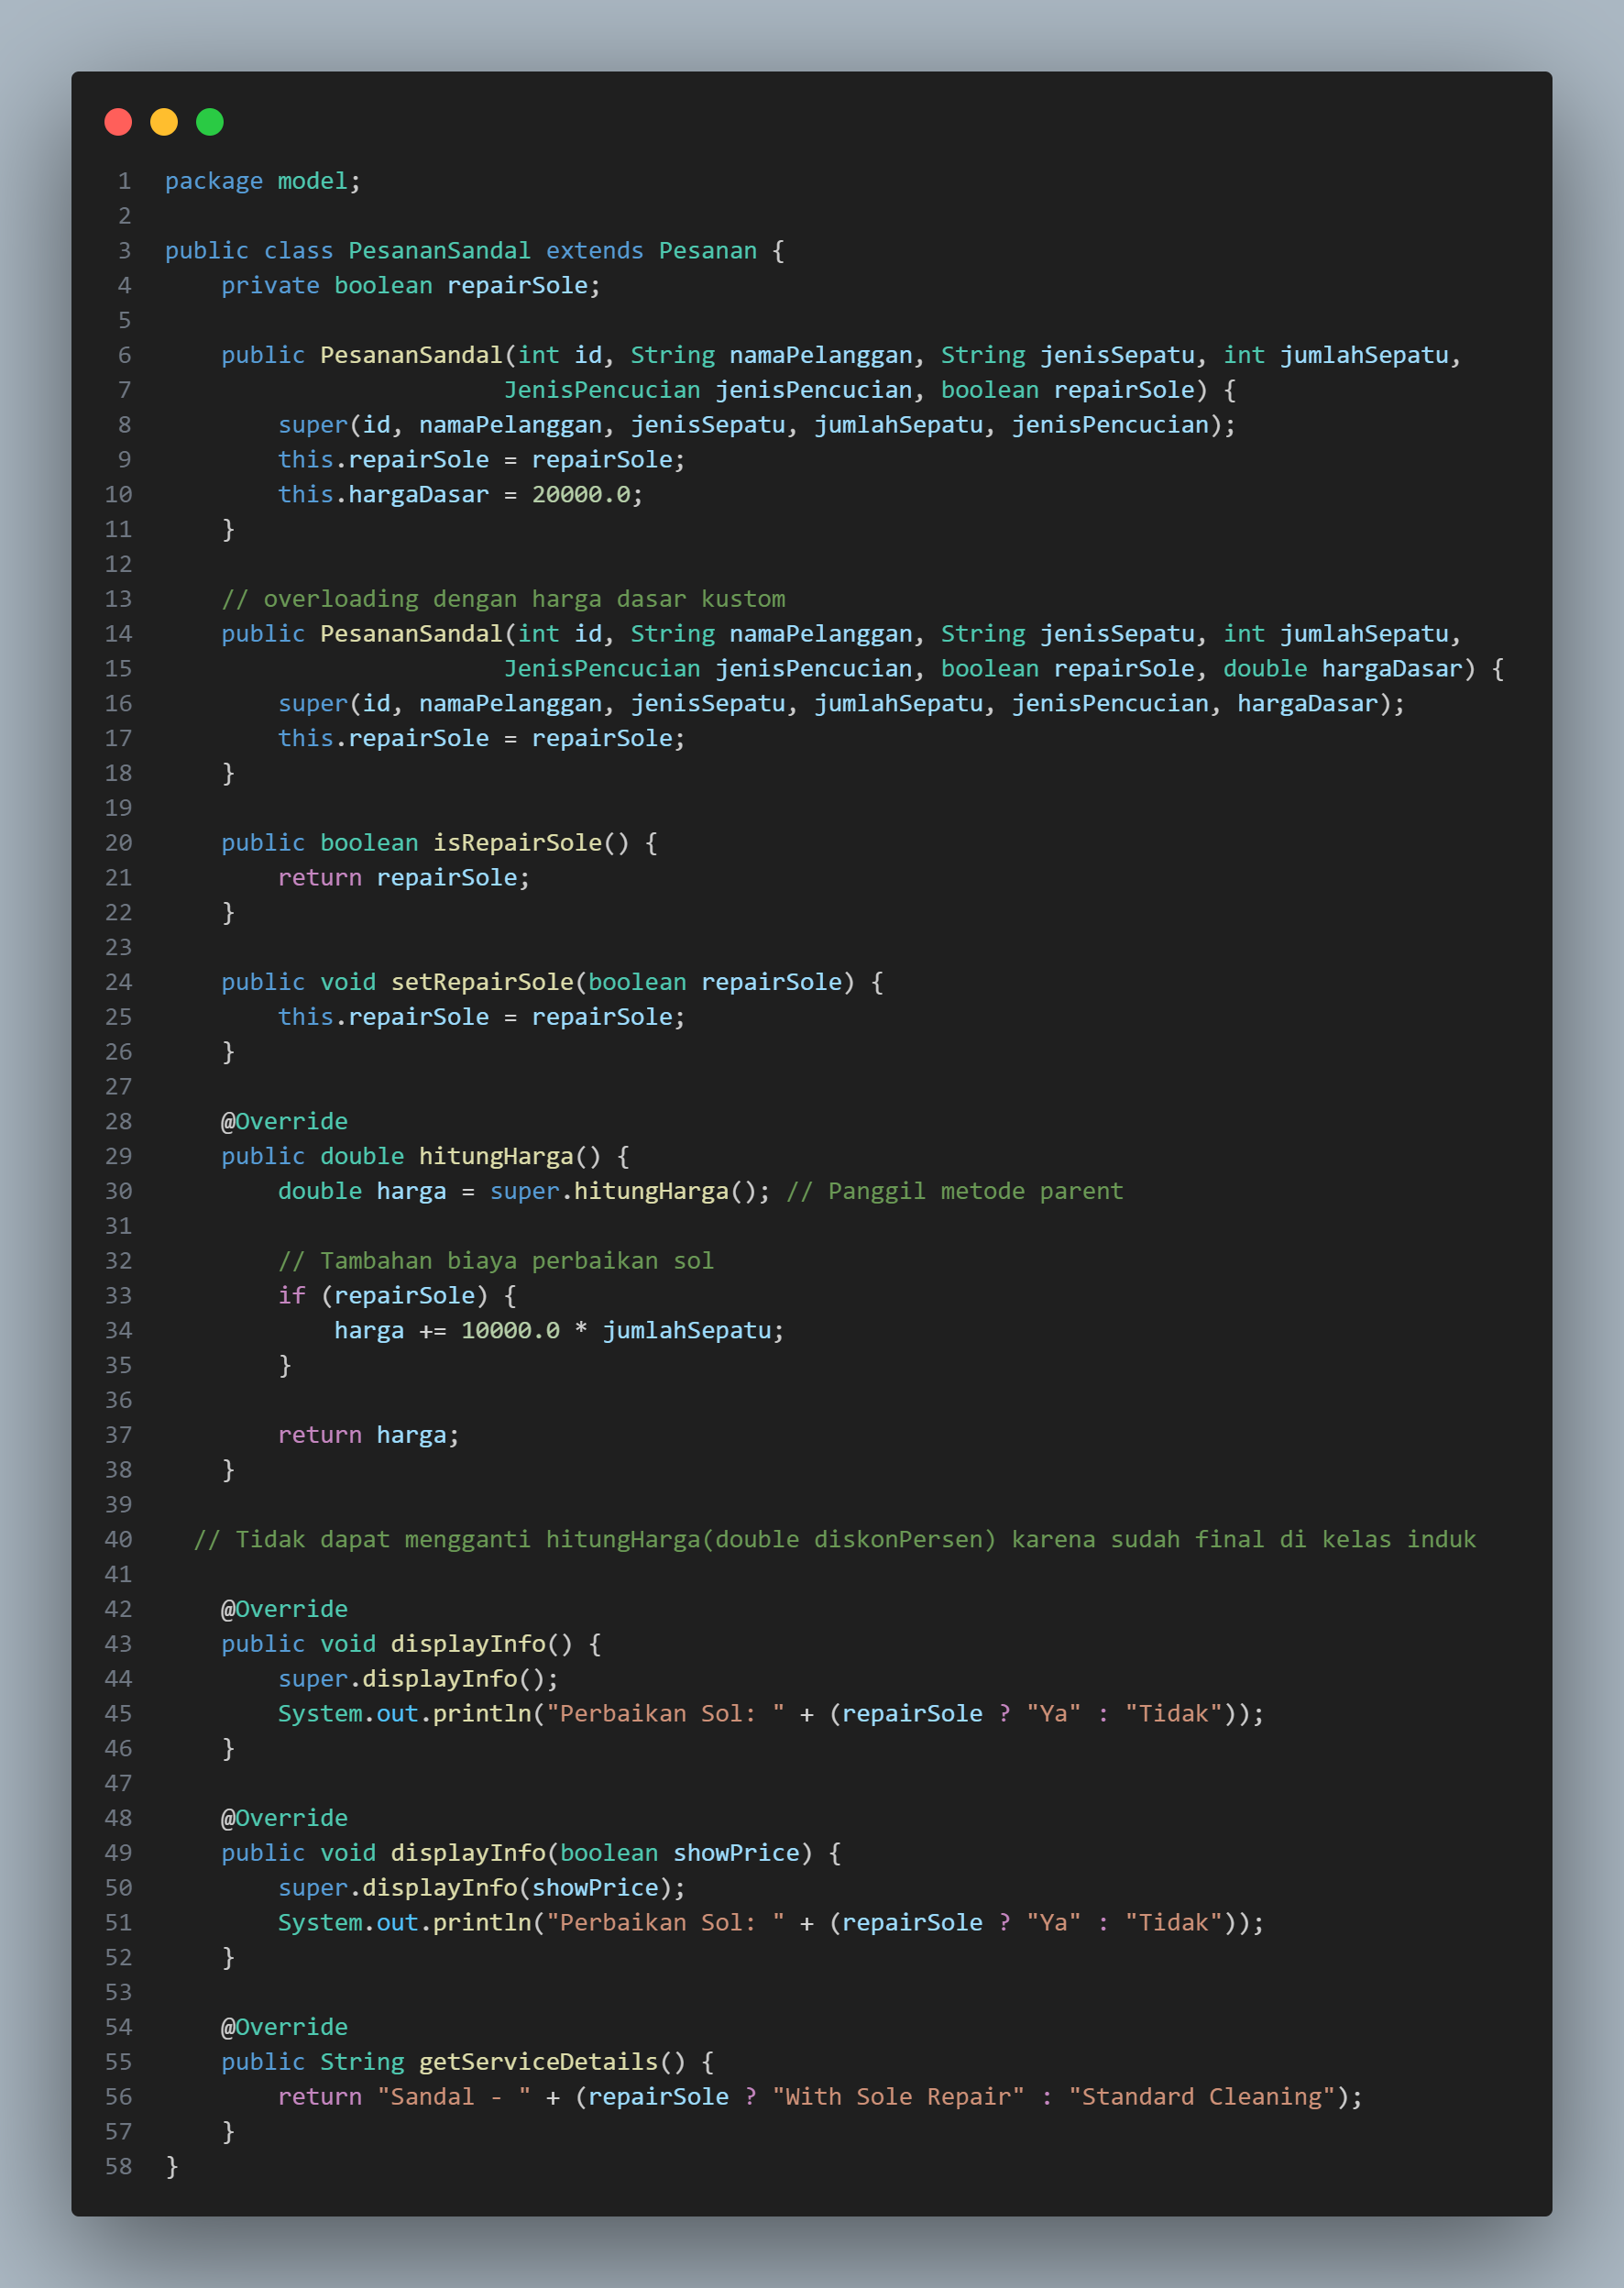 1 package model;
2
3 public class PesananSandal extends Pesanan {
4     private boolean repairSole;
5
6     public PesananSandal(int id, String namaPelanggan, String jenisSepatu, int jumlahSepatu,
7                         JenisPencucian jenisPencucian, boolean repairSole) {
8         super(id, namaPelanggan, jenisSepatu, jumlahSepatu, jenisPencucian);
9         this.repairSole = repairSole;
10         this.hargaDasar = 20000.0;
11     }
12
13     // overloading dengan harga dasar kustom
14     public PesananSandal(int id, String namaPelanggan, String jenisSepatu, int jumlahSepatu,
15                         JenisPencucian jenisPencucian, boolean repairSole, double hargaDasar) {
16         super(id, namaPelanggan, jenisSepatu, jumlahSepatu, jenisPencucian, hargaDasar);
17         this.repairSole = repairSole;
18     }
19
20     public boolean isRepairSole() {
21         return repairSole;
22     }
23
24     public void setRepairSole(boolean repairSole) {
25         this.repairSole = repairSole;
26     }
27
28     @Override
29     public double hitungHarga() {
30         double harga = super.hitungHarga(); // Panggil metode parent
31
32         // Tambahan biaya perbaikan sol
33         if (repairSole) {
34             harga += 10000.0 * jumlahSepatu;
35         }
36
37         return harga;
38     }
39
40   // Tidak dapat mengganti hitungHarga(double diskonPersen) karena sudah final di kelas induk
41
42     @Override
43     public void displayInfo() {
44         super.displayInfo();
45         System.out.println("Perbaikan Sol: " + (repairSole ? "Ya" : "Tidak"));
46     }
47
48     @Override
49     public void displayInfo(boolean showPrice) {
50         super.displayInfo(showPrice);
51         System.out.println("Perbaikan Sol: " + (repairSole ? "Ya" : "Tidak"));
52     }
53
54     @Override
55     public String getServiceDetails() {
56         return "Sandal - " + (repairSole ? "With Sole Repair" : "Standard Cleaning");
57     }
58 }